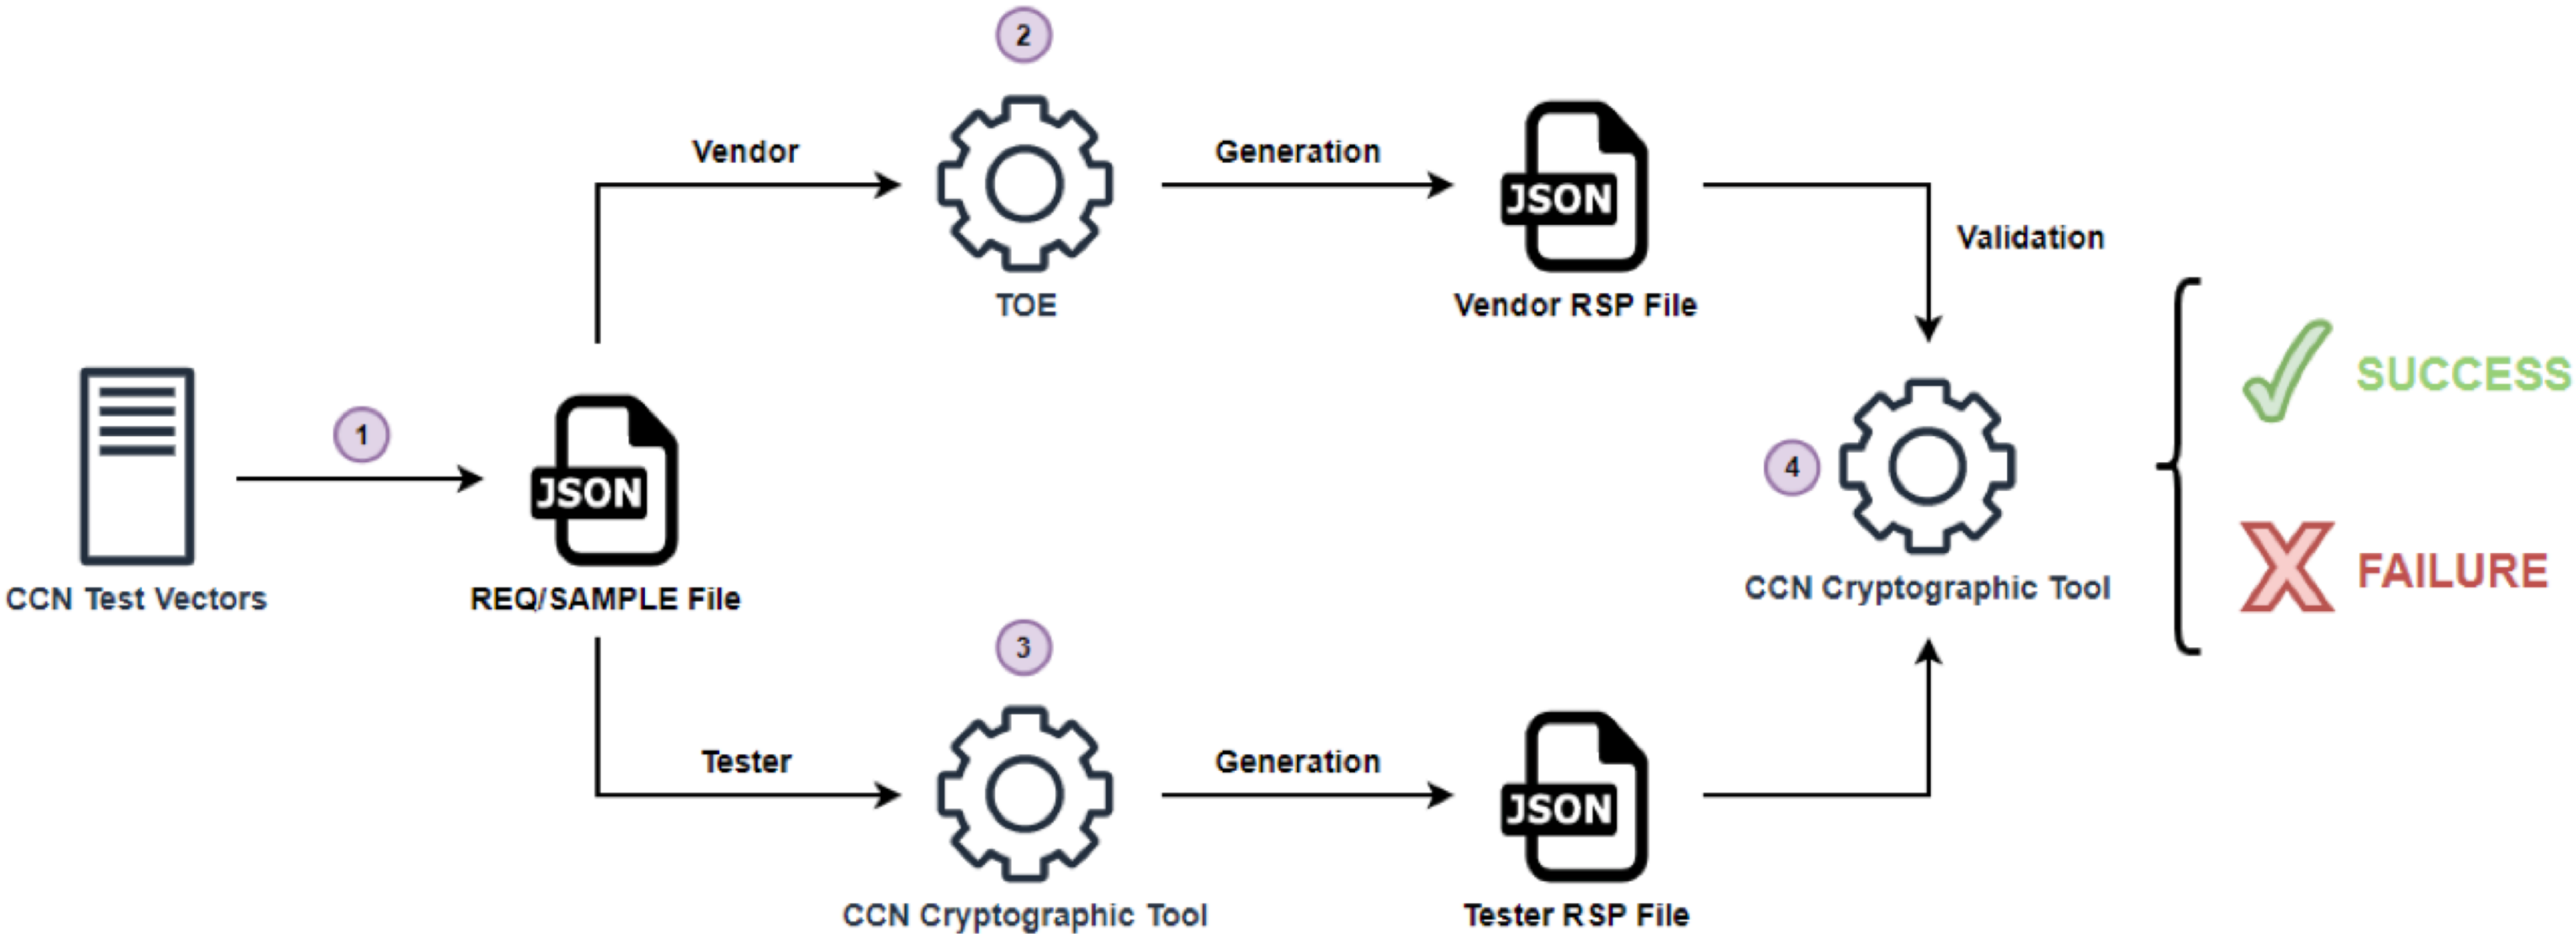 2
Vendor
Generation
JSON
Validation
TOE
Vendor RSP File
SUCCESS
1
4
JSON
CCN Test Vectors
REQ/SAMPLE File
CCN Cryptographic Tool
FAILURE
3
Tester
Generation
JSON
CCN Cryptographic Tool
Tester RSP File